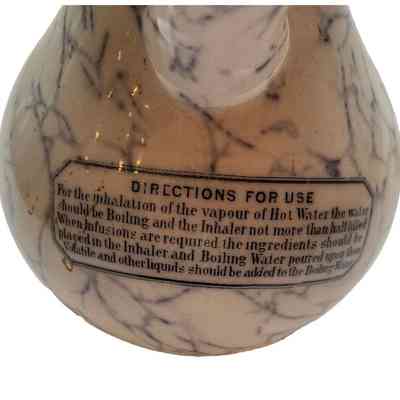 DIRECTIONS FOR USE
For the inhalation of the vapour of Hot Water the water
should be Boiling and the Inhaler not more than half filled
When Infusions are required the ingredients should be
placed in the Inhaler and Boiling Water poured upon them
Volatile and other liquids should be added to the Boiling Water